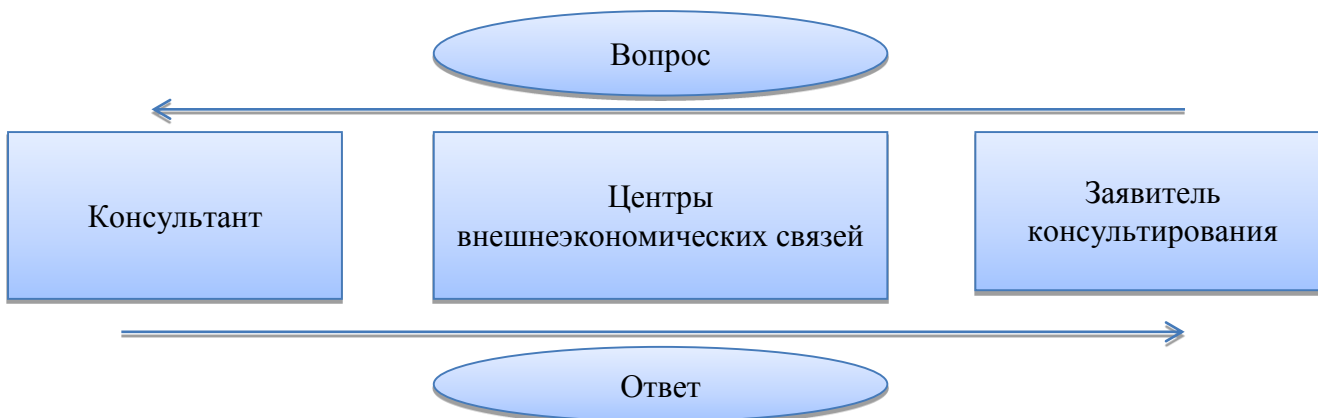 Вопрос
Консультант
Центры
внешнеэкономических связей
Заявитель
консультирования
Ответ